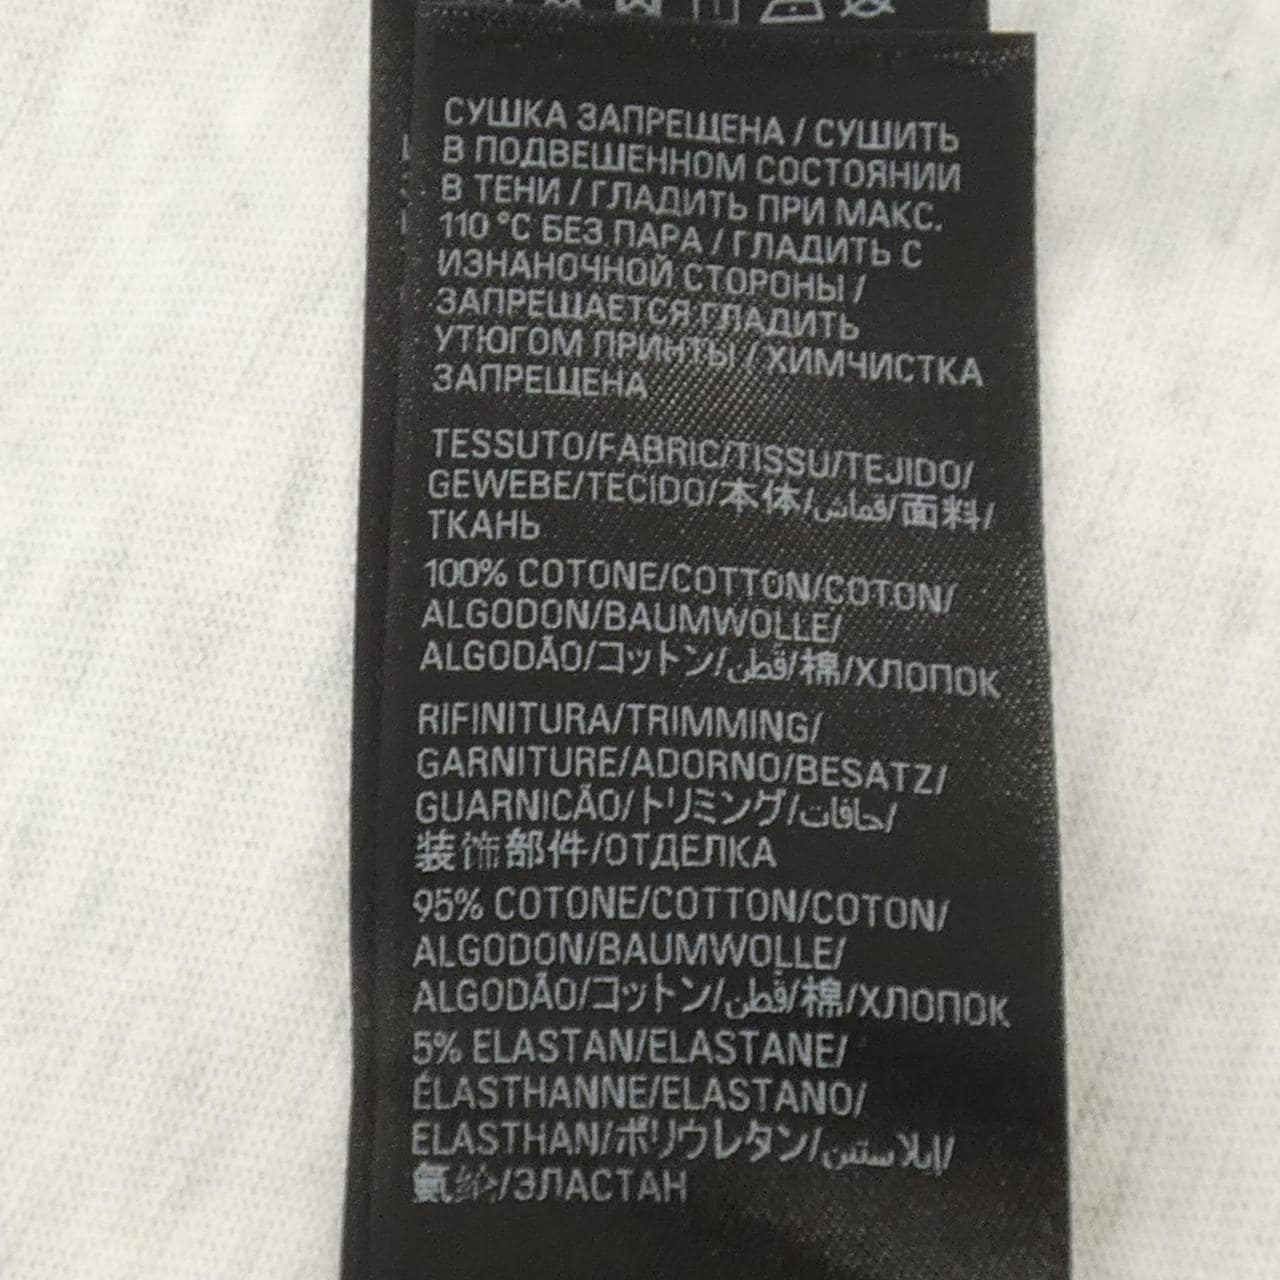 СУШКА ЗАПРЕЩЕНА / СУШИТЬ
В ПОДВЕШЕННОМ СОСТОЯНИИ
В ТЕНИ / ГЛАДИТЬ ПРИ МАКС.
110 °C БЕЗ ПАРА / ГЛАДИТЬ С
ИЗНАНОЧНОЙ СТОРОНЫ /
ЗАПРЕЩАЕТСЯ ГЛАДИТЬ
УТЮГОМ ПРИНТЫ / ХИМЧИСТКА
ЗАПРЕЩЕНА
TESSUTO/FABRIC/TISSU/TEJIDO/
GEWEBE/TECIDO/本体/قماش/面料/
ТКАНЬ
100% COTONE/COTTON/COTON/
ALGODON/BAUMWOLLE/
ALGODÃO/コットン/قطن/棉/ХЛОПОК
RIFINITURA/TRIMMING/
GARNITURE/ADORNO/BESATZ/
GUARNICÃO/トリミング/حافات/
装饰部件/ОТДЕЛКА
95% COTONE/COTTON/COTON/
ALGODON/BAUMWOLLE/
ALGODÃO/コットン/قطن/棉/ХЛОПОК
5% ELASTAN/ELASTANE/
ÉLASTHANNE/ELASTANO/
ELASTHAN/ポリウレタン/إيلاستين/
氨纶/ЭЛАСТАН